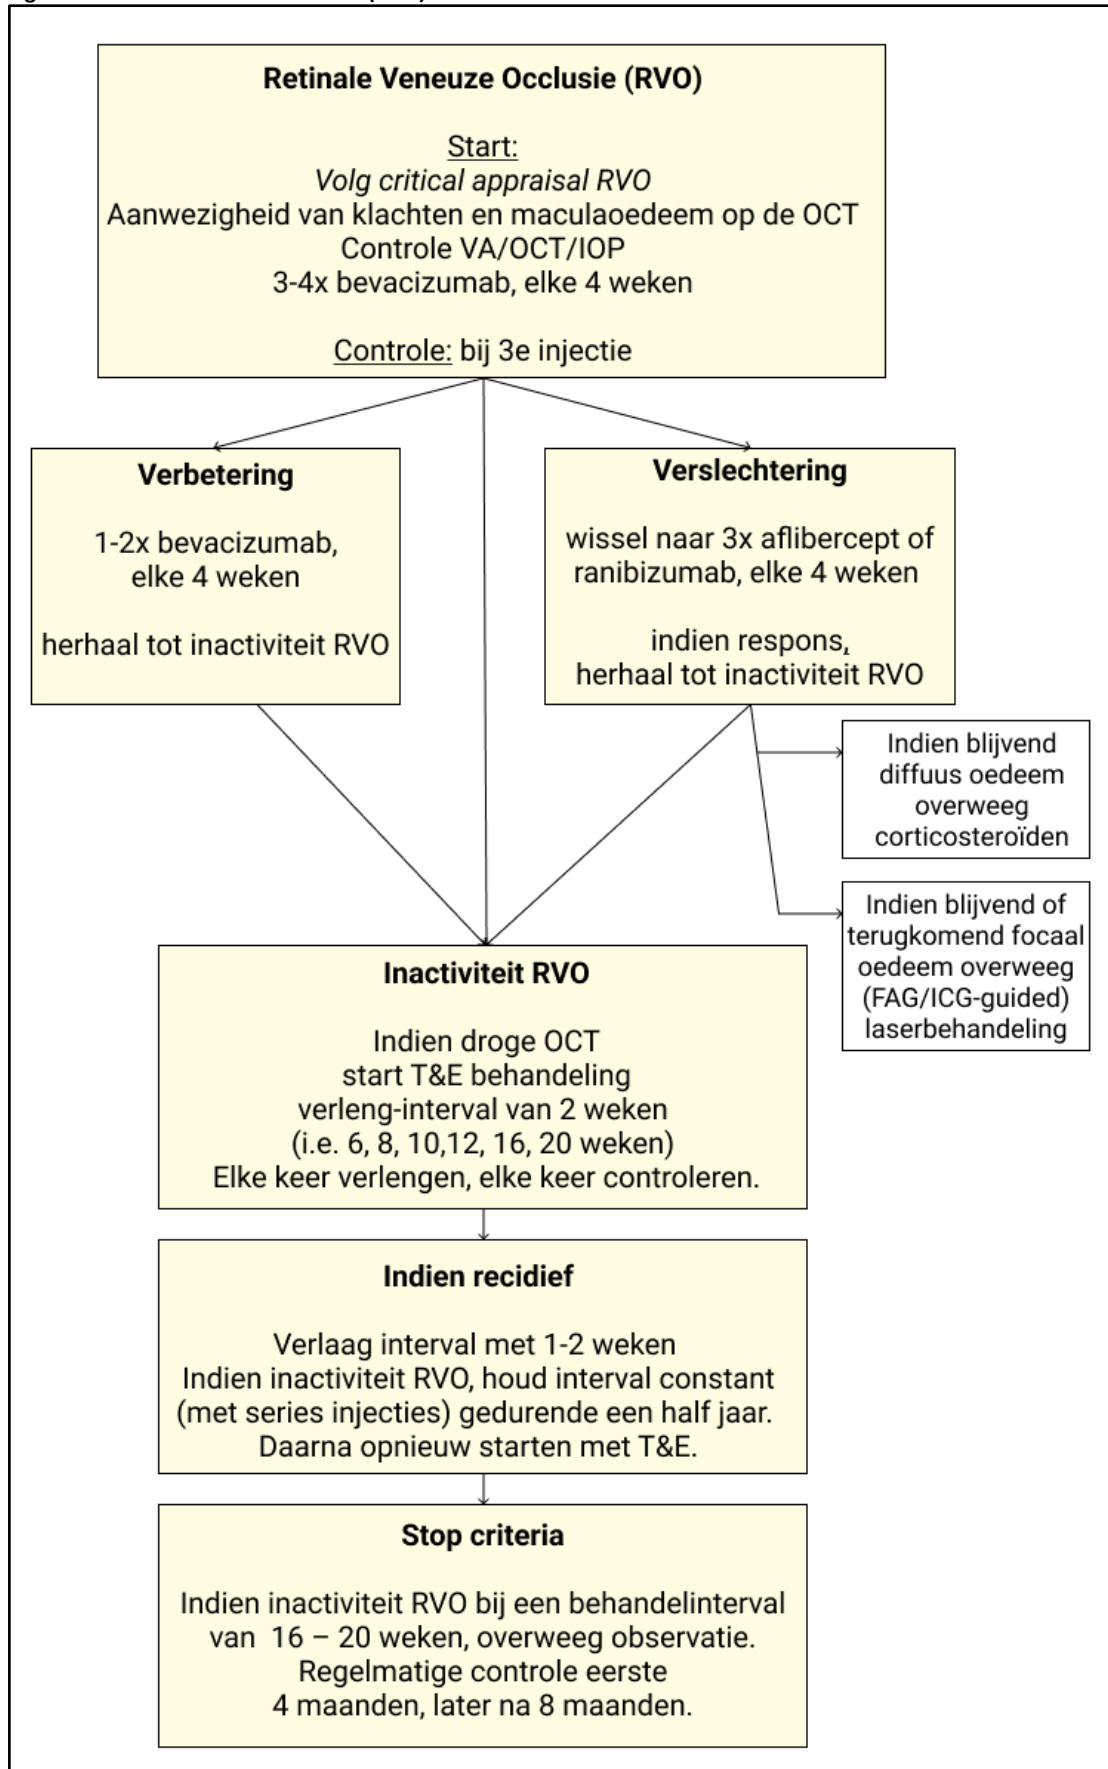 Retinale Veneuze Occlusie (RVO)
Start:
Volg critical appraisal RVO
Aanwezigheid van klachten en maculaoedeem op de OCT
Controle VA/OCT/IOP
3-4x bevacizumab, elke 4 weken
Controle: bij 3e injectie
Verbetering
1-2x bevacizumab,
elke 4 weken
herhaal tot inactiviteit RVO
Verslechtering
wissel naar 3x aflibercept of
ranibizumab, elke 4 weken
indien respons,
herhaal tot inactiviteit RVO
Indien blijvend
diffuus oedeem
overweeg
corticosteroïden
Indien blijvend of
terugkomend focaal
oedeem overweeg
(FAG/ICG-guided)
laserbehandeling
Inactiviteit RVO
Indien droge OCT
start T&E behandeling
verleng-interval van 2 weken
(i.e. 6, 8, 10,12, 16, 20 weken)
Elke keer verlengen, elke keer controleren.
Indien recidief
Verlaag interval met 1-2 weken
Indien inactiviteit RVO, houd interval constant
(met series injecties) gedurende een half jaar.
Daarna opnieuw starten met T&E.
Stop criteria
Indien inactiviteit RVO bij een behandelinterval
van 16 – 20 weken, overweeg observatie.
Regelmatige controle eerste
4 maanden, later na 8 maanden.